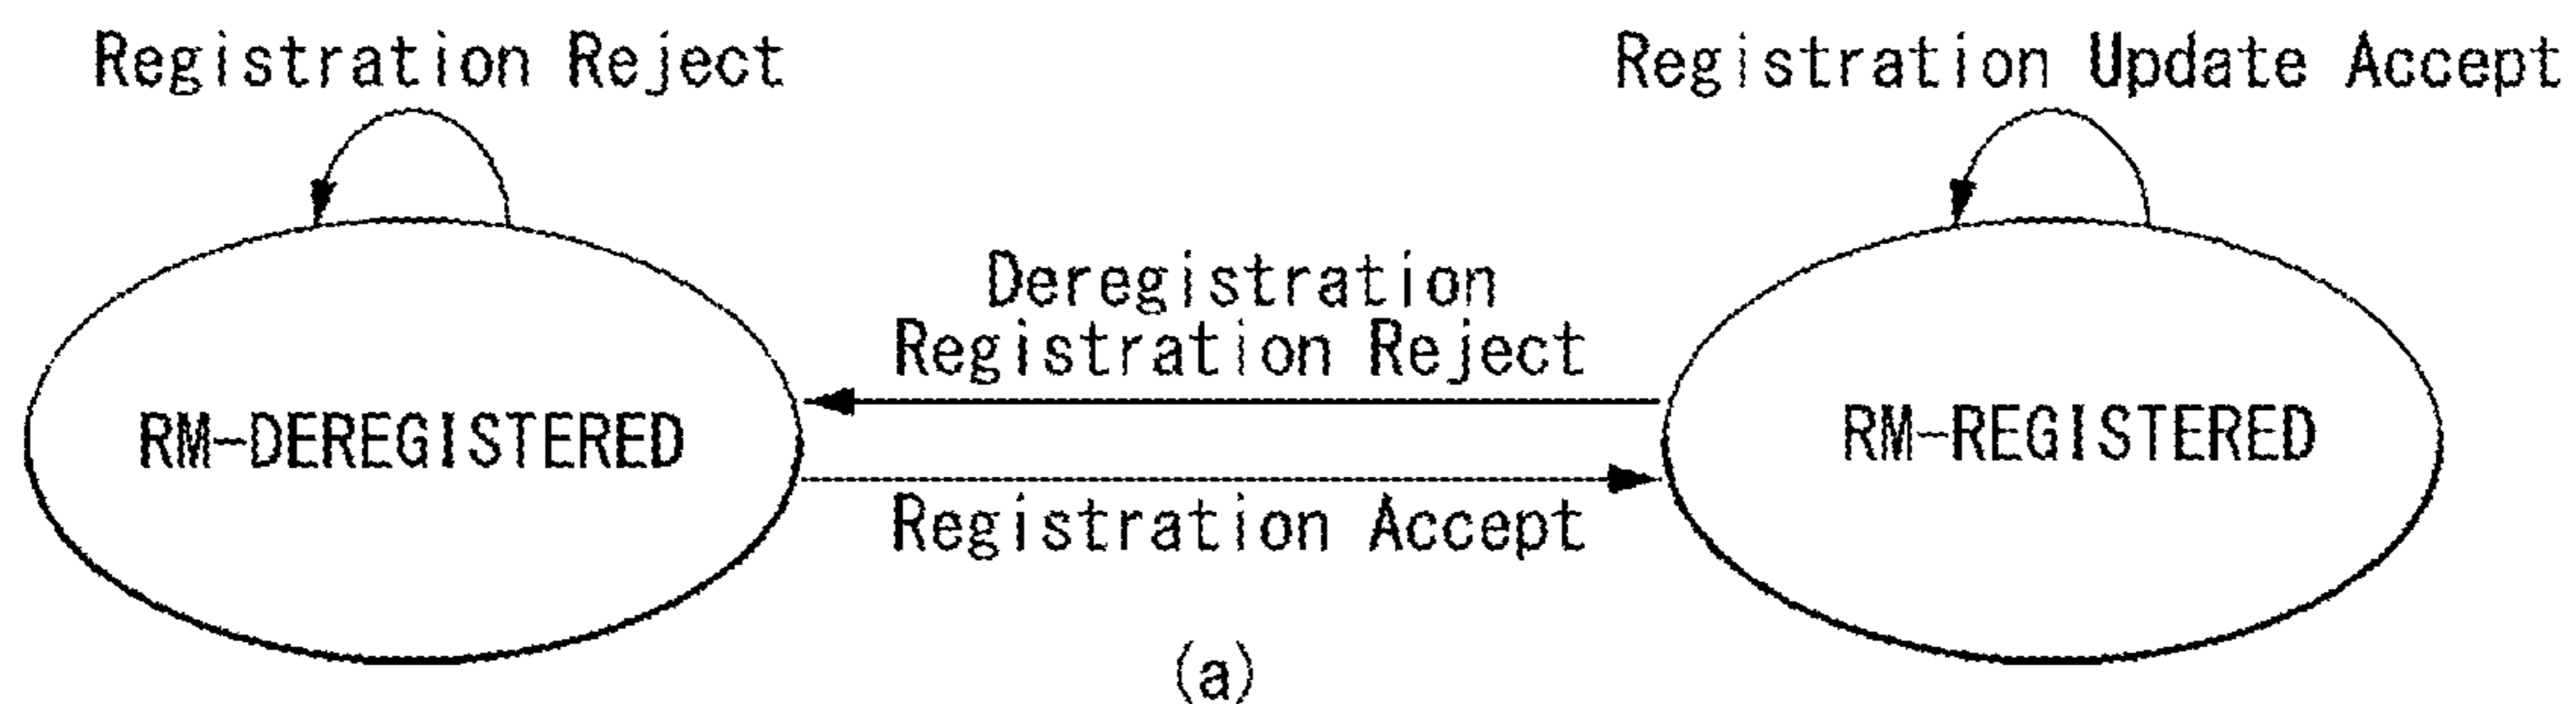 Registration Reject
Registration Update Accept
Deregistration
Registration Reject
RM-DEREGISTERED
RM-REGISTERED
Registration Accept
(a)